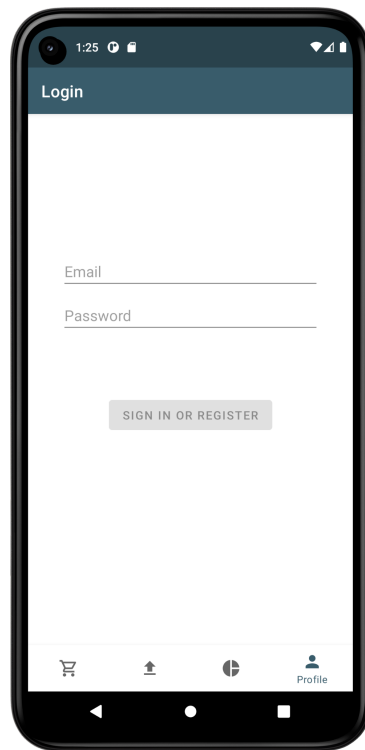 1:25
Login
Email
Password
SIGN IN OR REGISTER
Profile